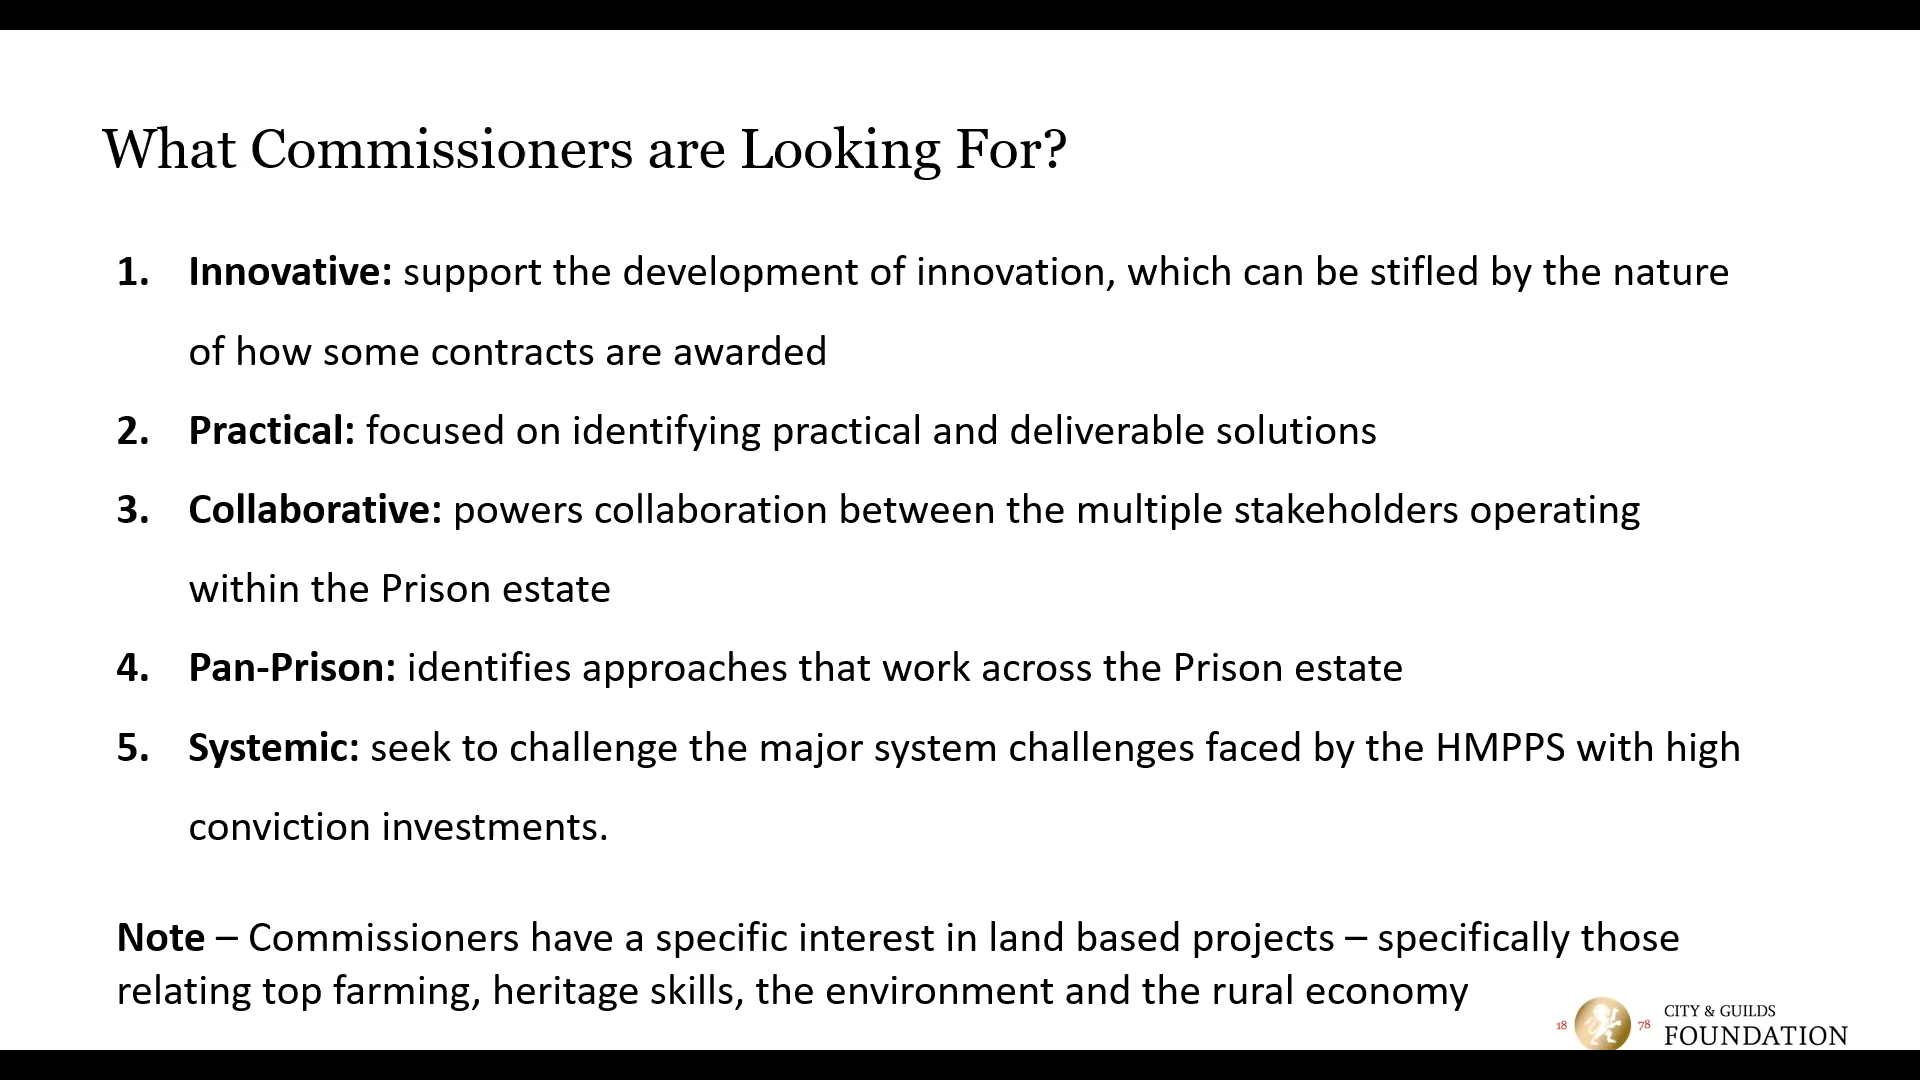 What Commissioners are Looking For?
1. Innovative: support the development of innovation, which can be stifled by the nature
of how some contracts are awarded
2. Practical: focused on identifying practical and deliverable solutions
3. Collaborative: powers collaboration between the multiple stakeholders operating
within the Prison estate
4. Pan-Prison: identifies approaches that work across the Prison estate
5. Systemic: seek to challenge the major system challenges faced by the HMPPS with high
conviction investments.
Note – Commissioners have a specific interest in land based projects – specifically those
relating top farming, heritage skills, the environment and the rural economy
18 78 CITY & GUILDS
FOUNDATION